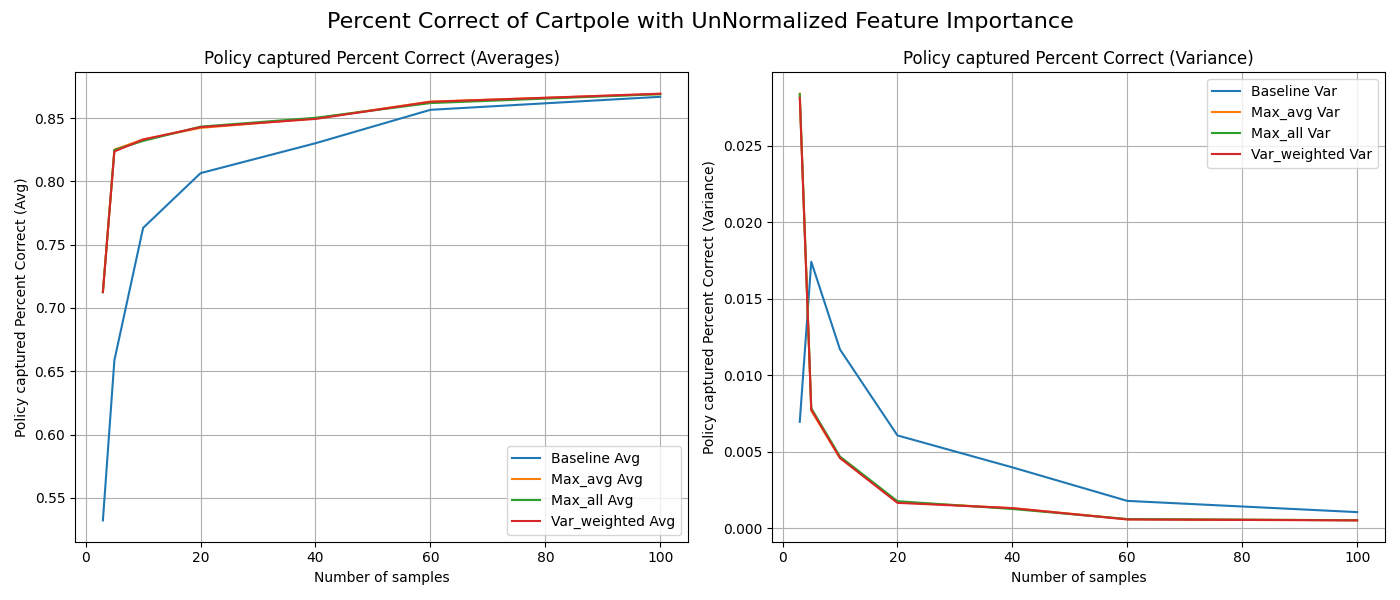 Percent Correct of Cartpole with UnNormalized Feature Importance
Policy captured Percent Correct (Averages)
Policy captured Percent Correct (Avg)
0.85
0.80
0.75
0.70
0.65
0.60
0.55
0
20
40
60
80
100
Number of samples
Baseline Avg
Max_avg Avg
Max_all Avg
Var_weighted Avg
Policy captured Percent Correct (Variance)
Policy captured Percent Correct (Variance)
0.025
0.020
0.015
0.010
0.005
0.000
0
20
40
60
80
100
Number of samples
Baseline Var
Max_avg Var
Max_all Var
Var_weighted Var